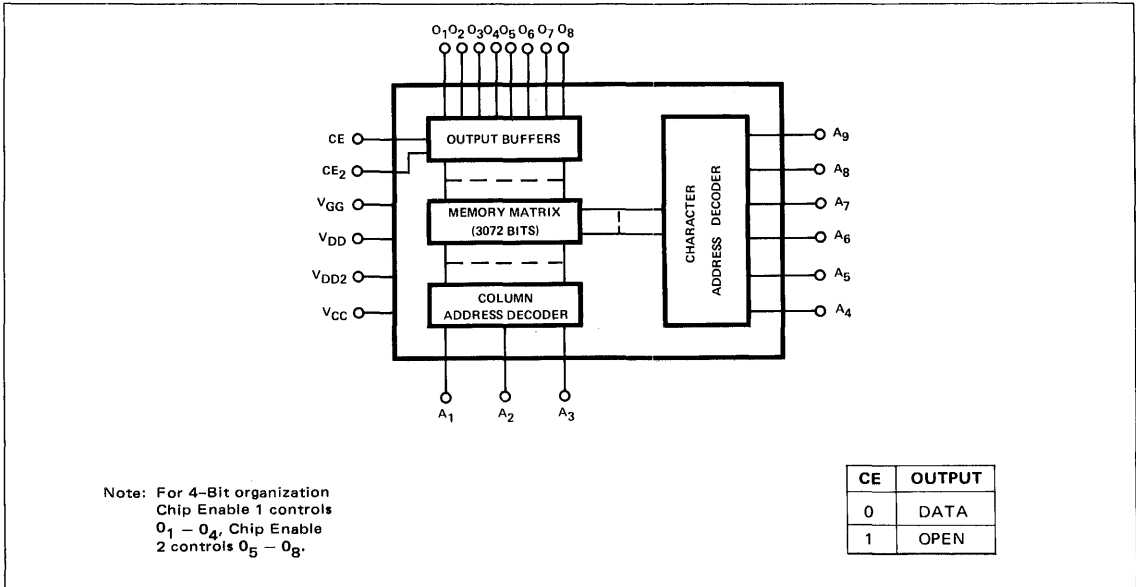 O1 O2 O3 O4 O5 O6 O7 O8
CE
CE2
VGG
VDD
VDD2
VCC
OUTPUT BUFFERS
MEMORY MATRIX
(3072 BITS)
COLUMN
ADDRESS DECODER
CHARACTER
ADDRESS DECODER
A9
A8
A7
A6
A5
A4
A1 A2 A3
Note: For 4-Bit organization
Chip Enable 1 controls
O1 – O4, Chip Enable
2 controls O5 – O8.
CE OUTPUT
0 DATA
1 OPEN